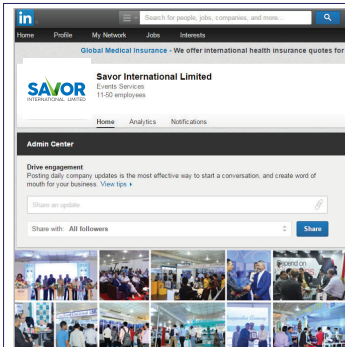 in
Search for people, jobs, companies, and more...
Home Profile My Network Jobs Interests
Global Medical Insurance - We offer international health insurance quotes for
SAVOR
INTERNATIONAL LIMITED
Savor International Limited
Events Services
11-50 employees
Home Analytics Notifications
Admin Center
Drive engagement
Posting daily company updates is the most effective way to start a conversation, and create word of
mouth for your business. View tips
Share an update
Share with: All followers
Share